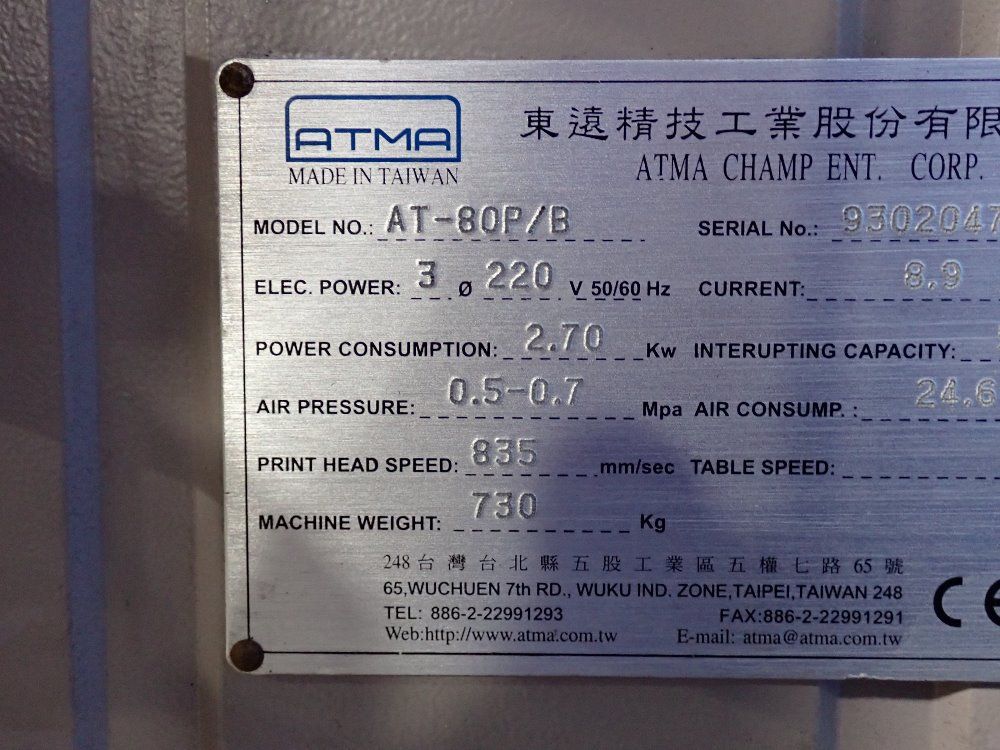 ATMA
東遠精技工業股份有限
MADE IN TAIWAN
ATMA CHAMP ENT. CORP.
MODEL NO.: AT-80P/B SERIAL No.: 9302047
ELEC. POWER: 3 Ø 220 V 50/60 Hz CURRENT: 8.9
POWER CONSUMPTION: 2.70 Kw INTERUPTING CAPACITY:
AIR PRESSURE: 0.5-0.7 Mpa AIR CONSUMP. : 24.6
PRINT HEAD SPEED: 835 mm/sec TABLE SPEED:
MACHINE WEIGHT: 730 Kg
248 台灣台北縣五股工業區五權七路 65 號
65,WUCHUEN 7th RD., WUKU IND. ZONE,TAIPEI,TAIWAN 248
TEL: 886-2-22991293 FAX:886-2-22991291
Web:http://www.atma.com.tw E-mail: atma@atma.com.tw
CE